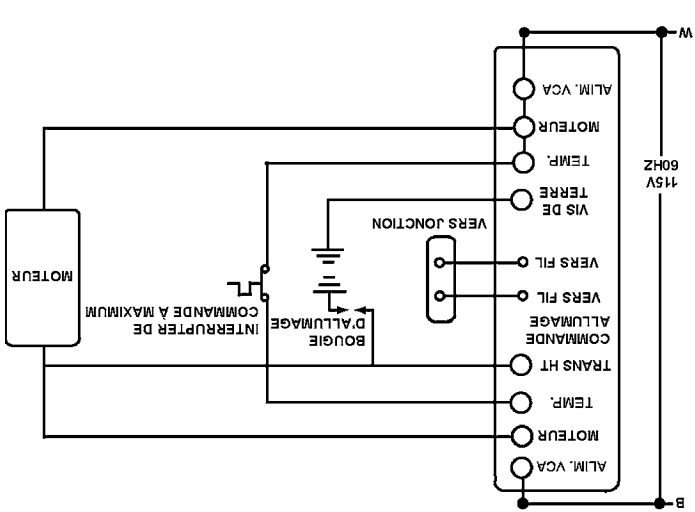 B
ALIM. VCA
MOTEUR
TEMP.
TRANS HT
COMMANDE
ALLUMAGE
VERS FIL
VERS FIL
VIS DE
TERRE
TEMP.
MOTEUR
ALIM. VCA
W
115V
60HZ
VERS JONCTION
BOUGIE
D'ALLUMAGE
INTERRUPTER DE
COMMANDE À MAXIMUM
MOTEUR